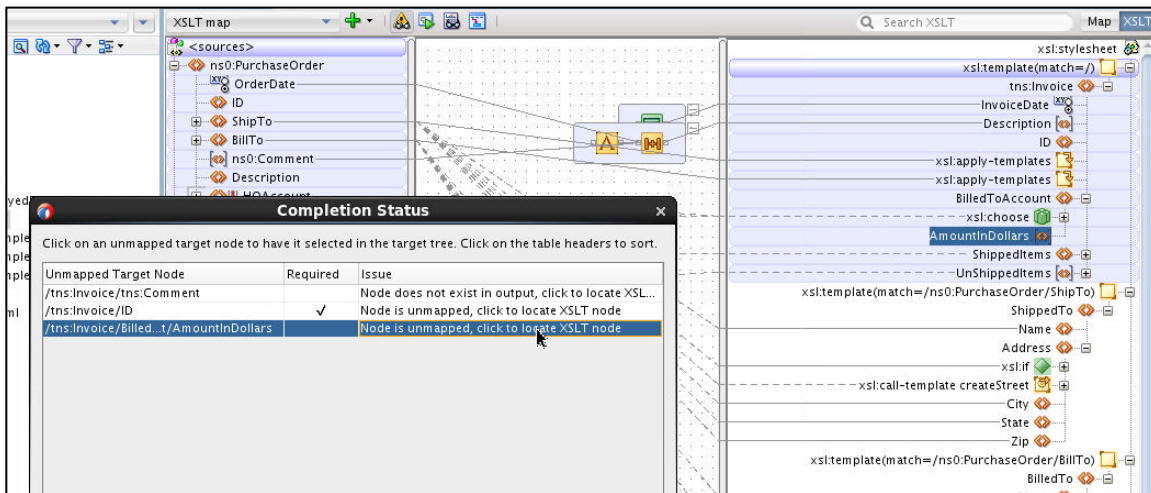 XSLT map
Search XSLT
Map
XSLT
<sources>
ns0:PurchaseOrder
OrderDate
ID
ShipTo
BillTo
ns0:Comment
Description
HQAccount
xsl:stylesheet
xsl:template(match=/)
tns:Invoice
InvoiceDate
Description
ID
xsl:apply-templates
xsl:apply-templates
BilledToAccount
xsl:choose
AmountInDollars
ShippedItems
UnShippedItems
xsl:template(match=/ns0:PurchaseOrder/ShipTo)
ShippedTo
Name
Address
xsl:if
xsl:call-template createStreet
City
State
Zip
xsl:template(match=/ns0:PurchaseOrder/BillTo)
BilledTo
Completion Status
Click on an unmapped target node to have it selected in the target tree. Click on the table headers to sort.
Unmapped Target Node Required Issue
/tns:Invoice/tns:Comment Node does not exist in output, click to locate XSL...
/tns:Invoice/ID ✓ Node is unmapped, click to locate XSLT node
/tns:Invoice/Billed...t/AmountInDollars Node is unmapped, click to locate XSLT node